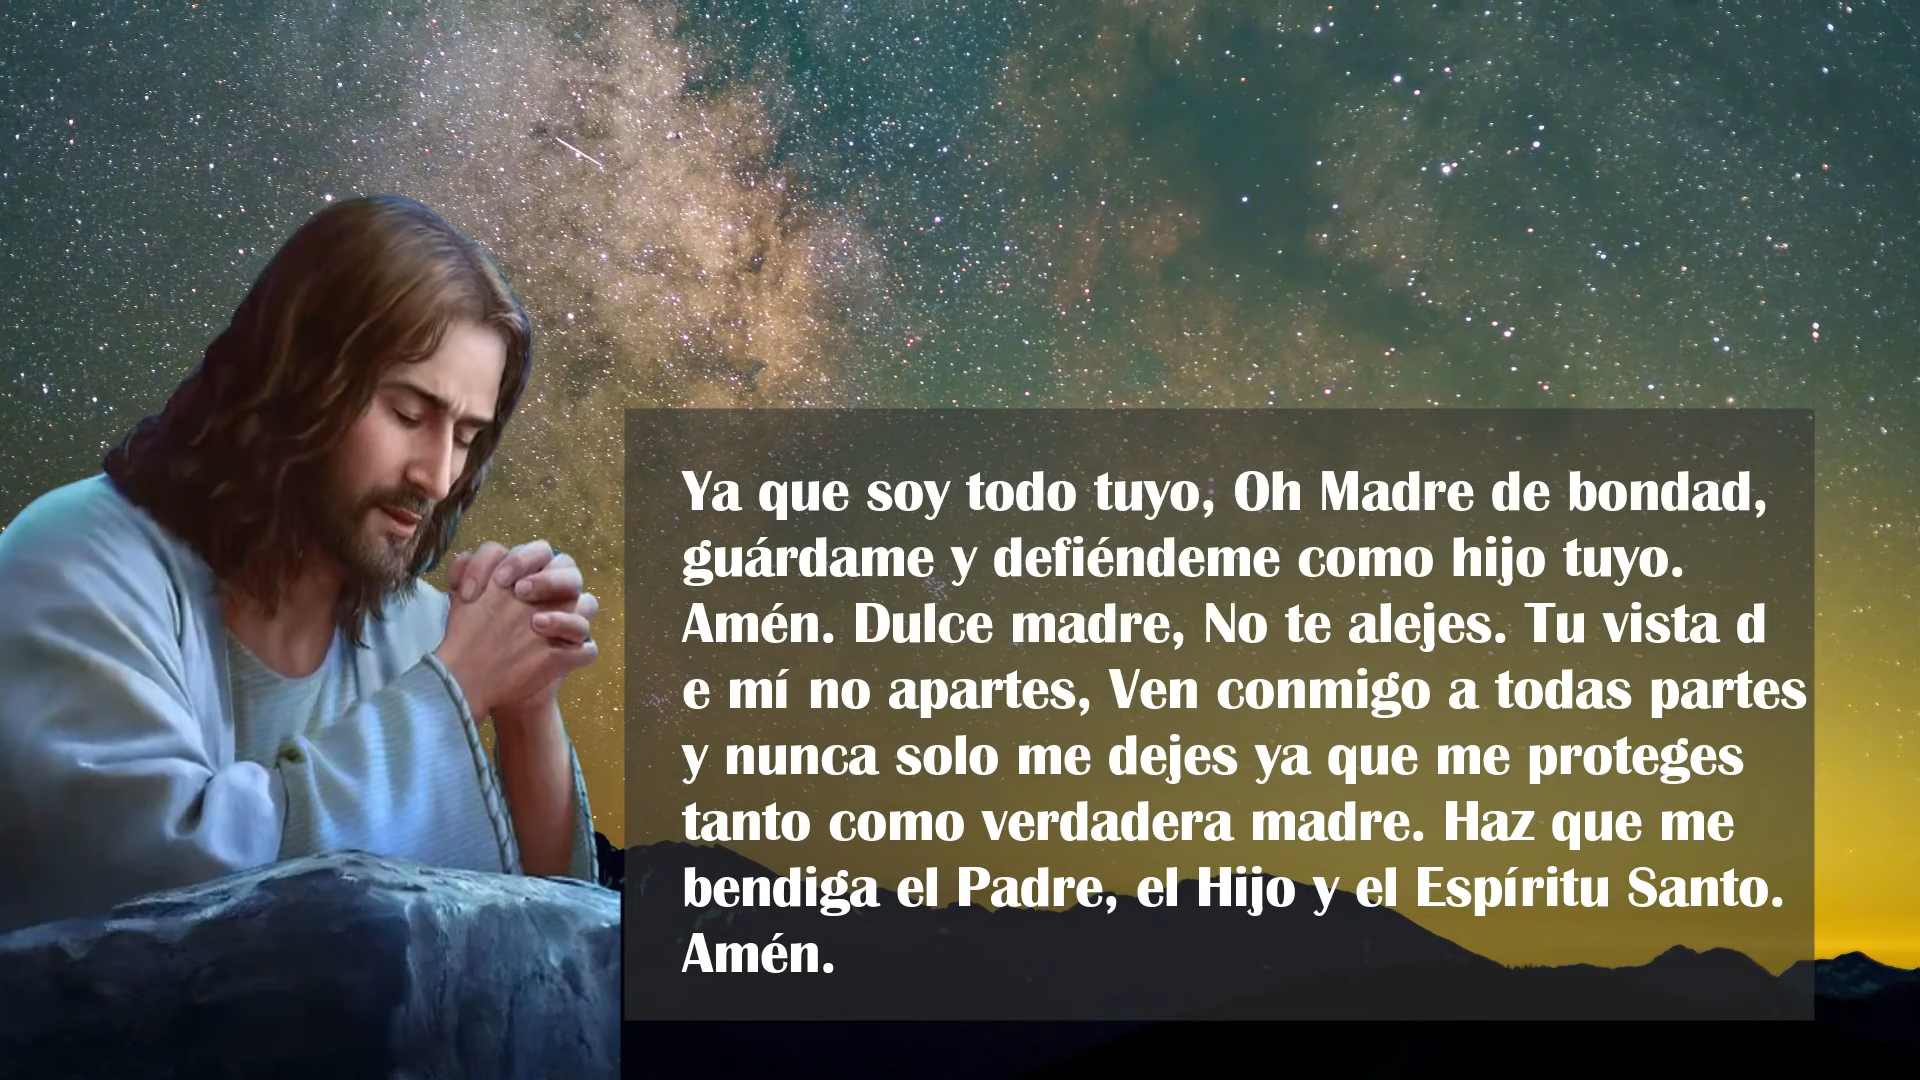 Ya que soy todo tuyo, Oh Madre de bondad,
guárdame y defiéndeme como hijo tuyo.
Amén. Dulce madre, No te alejes. Tu vista d
e mí no apartes, Ven conmigo a todas partes
y nunca solo me dejes ya que me proteges
tanto como verdadera madre. Haz que me
bendiga el Padre, el Hijo y el Espíritu Santo.
Amén.